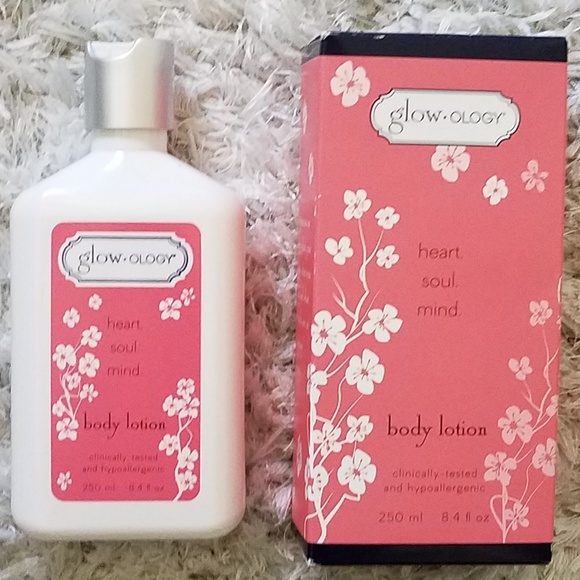 glow·OLOGY
heart.
soul.
mind.
body lotion
clinically-tested
and hypoallergenic
250 ml 8.4 fl oz
glow·OLOGY®
heart.
soul.
mind.
body lotion
clinically-tested
and hypoallergenic
250 ml 8.4 fl oz